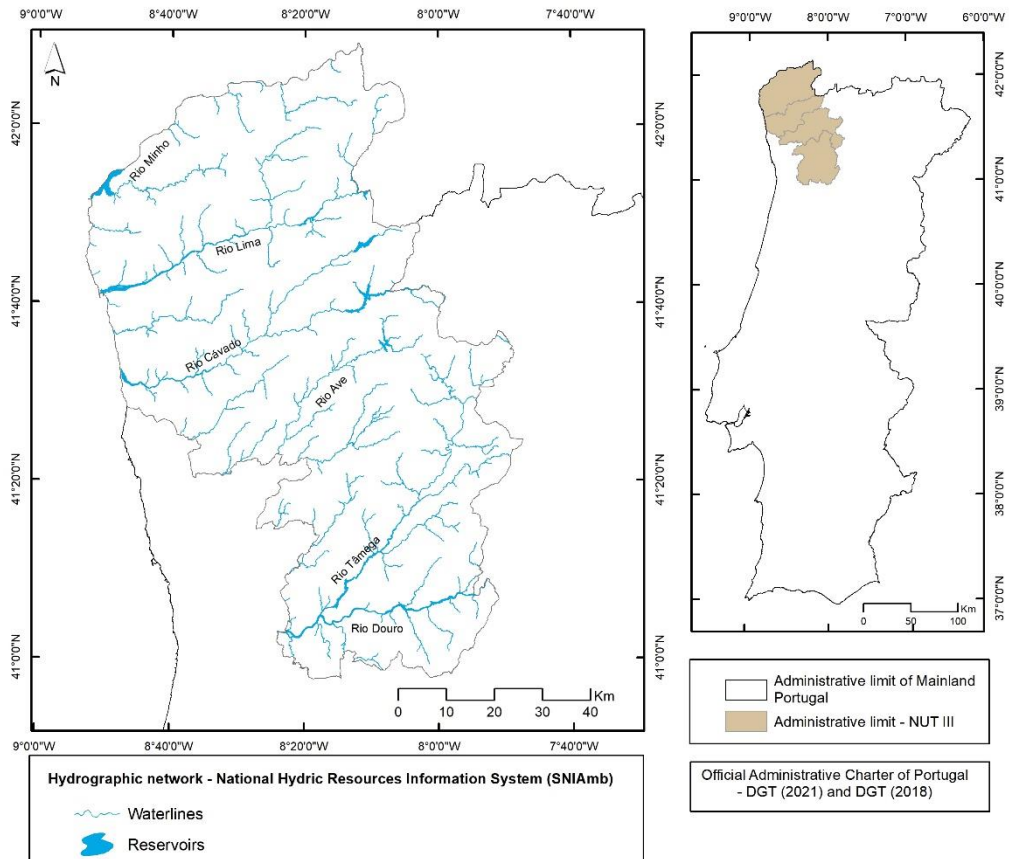 9°0'0"W
8°40'0"W
8°20'0"W
8°0'0"W
7°40'0"W
N
42°0'0"N
41°40'0"N
41°20'0"N
41°0'0"N
Rio Minho
Rio Lima
Rio Cávado
Rio Ave
Rio Tâmega
Rio Douro
42°0'0"N
41°40'0"N
41°20'0"N
41°0'0"N
Km
0 10 20 30 40
9°0'0"W
8°40'0"W
8°20'0"W
8°0'0"W
7°40'0"W
Hydrographic network - National Hydric Resources Information System (SNIAmb)
Waterlines
Reservoirs
9°0'0"W
8°0'0"W
7°0'0"W
6°0'0"W
42°0'0"N
41°0'0"N
40°0'0"N
39°0'0"N
38°0'0"N
37°0'0"N
Km
0 50 100
Administrative limit of Mainland
Portugal
Administrative limit - NUT III
Official Administrative Charter of Portugal
- DGT (2021) and DGT (2018)